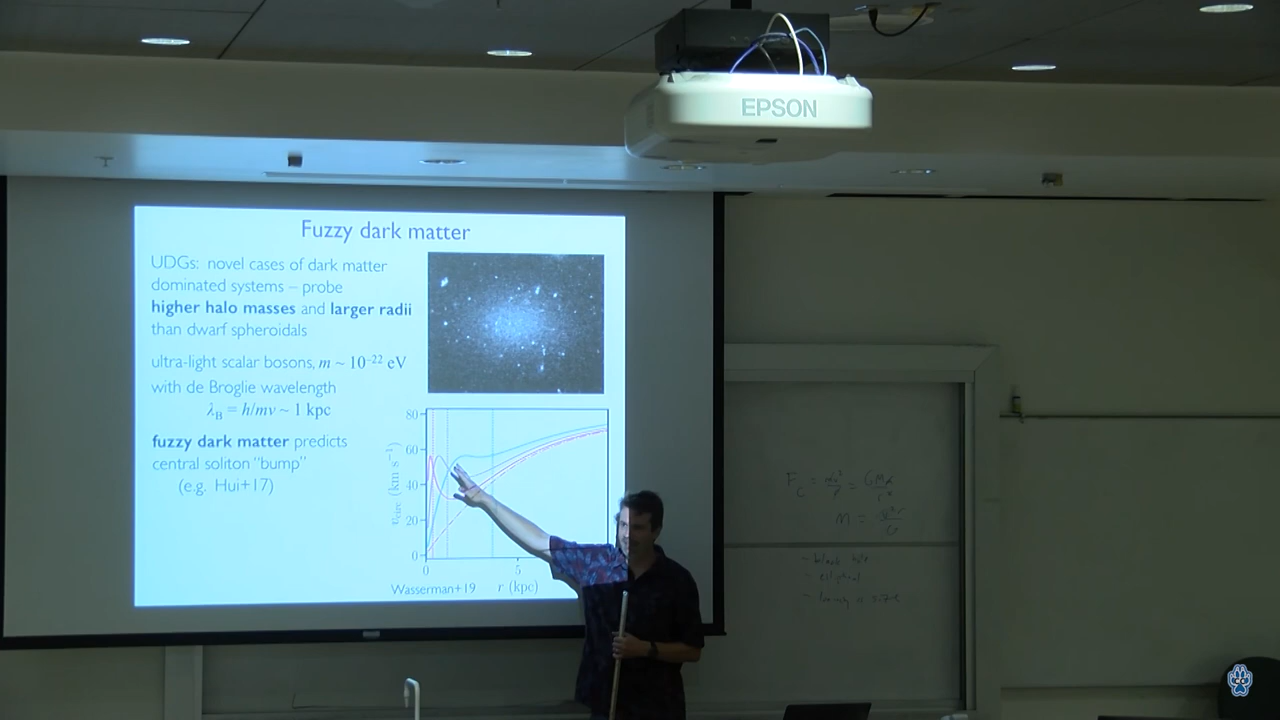 EPSON
Fuzzy dark matter
UDGs: novel cases of dark matter
dominated systems – probe
higher halo masses and larger radii
than dwarf spheroidals
ultra-light scalar bosons, m ~ 10⁻²² eV
with de Broglie wavelength
λB = h/mv ~ 1 kpc
fuzzy dark matter predicts
central soliton "bump"
(e.g. Hui+17)
80
60
40
20
0
vcirc (km s⁻¹)
0
5
Wasserman+19
r (kpc)